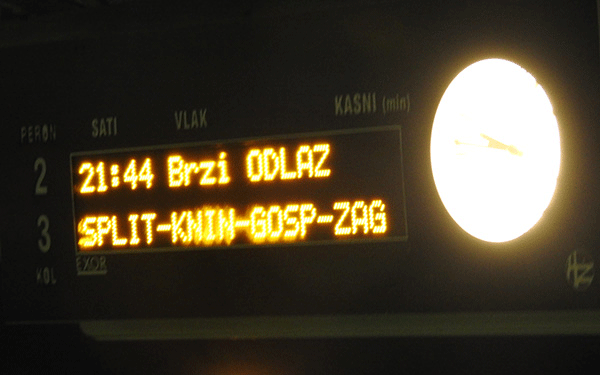 PERON SATI VLAK KASNI (min)
2 21:44 Brzi ODLAZ
3 SPLIT-KNIN-GOSP-ZAG
KOL EXOR
HZ